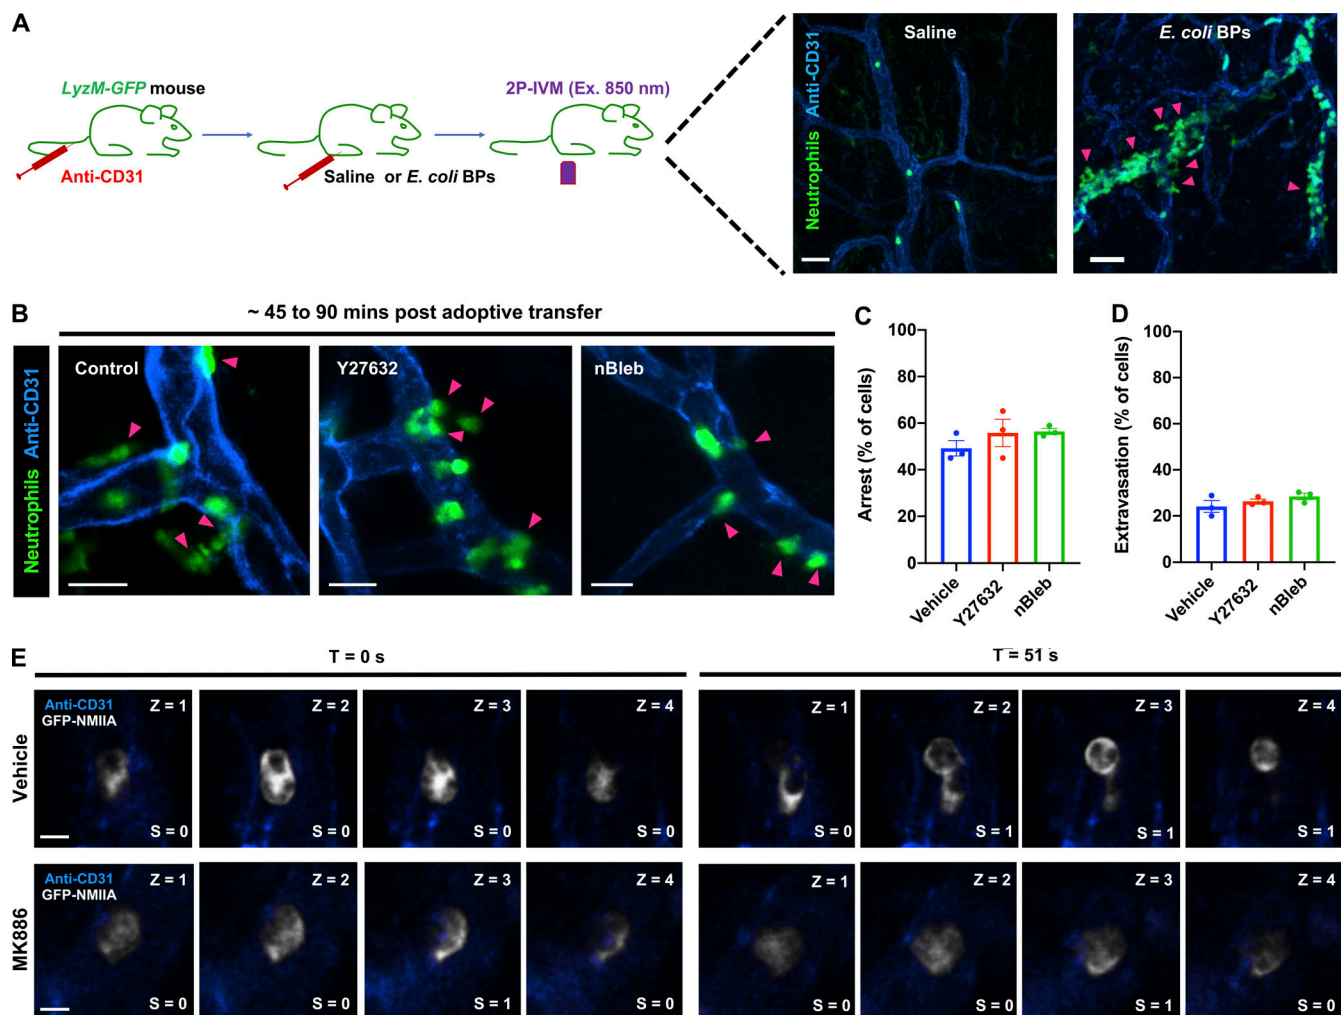 A
LyzM-GFP mouse
Anti-CD31
Saline or E. coli BPs
2P-IVM (Ex. 850 nm)
Neutrophils Anti-CD31
Saline
E. coli BPs
B
~ 45 to 90 mins post adoptive transfer
Neutrophils Anti-CD31
Control
Y27632
nBleb
C
Arrest (% of cells)
100
80
60
40
20
0
Vehicle
Y27632
nBleb
D
Extravasation (% of cells)
100
80
60
40
20
0
Vehicle
Y27632
nBleb
E
T = 0 s
T = 51 s
Vehicle
Anti-CD31
GFP-NMIIA
Z = 1
S = 0
Z = 2
S = 0
Z = 3
S = 0
Z = 4
S = 0
Z = 1
S = 0
Z = 2
S = 1
Z = 3
S = 1
Z = 4
S = 1
MK886
Anti-CD31
GFP-NMIIA
Z = 1
S = 0
Z = 2
S = 0
Z = 3
S = 1
Z = 4
S = 0
Z = 1
S = 0
Z = 2
S = 0
Z = 3
S = 1
Z = 4
S = 0